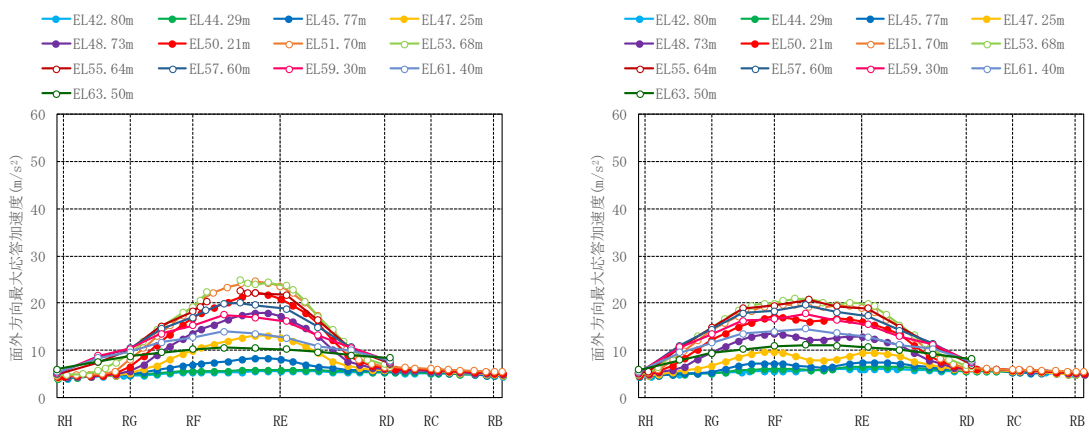 EL42.80m EL44.29m EL45.77m EL47.25m
EL48.73m EL50.21m EL51.70m EL53.68m
EL55.64m EL57.60m EL59.30m EL61.40m
EL63.50m
面外方向最大応答加速度(m/s²)
60
50
40
30
20
10
0
RH RG RF RE RD RC RB
EL42.80m EL44.29m EL45.77m EL47.25m
EL48.73m EL50.21m EL51.70m EL53.68m
EL55.64m EL57.60m EL59.30m EL61.40m
EL63.50m
面外方向最大応答加速度(m/s²)
60
50
40
30
20
10
0
RH RG RF RE RD RC RB